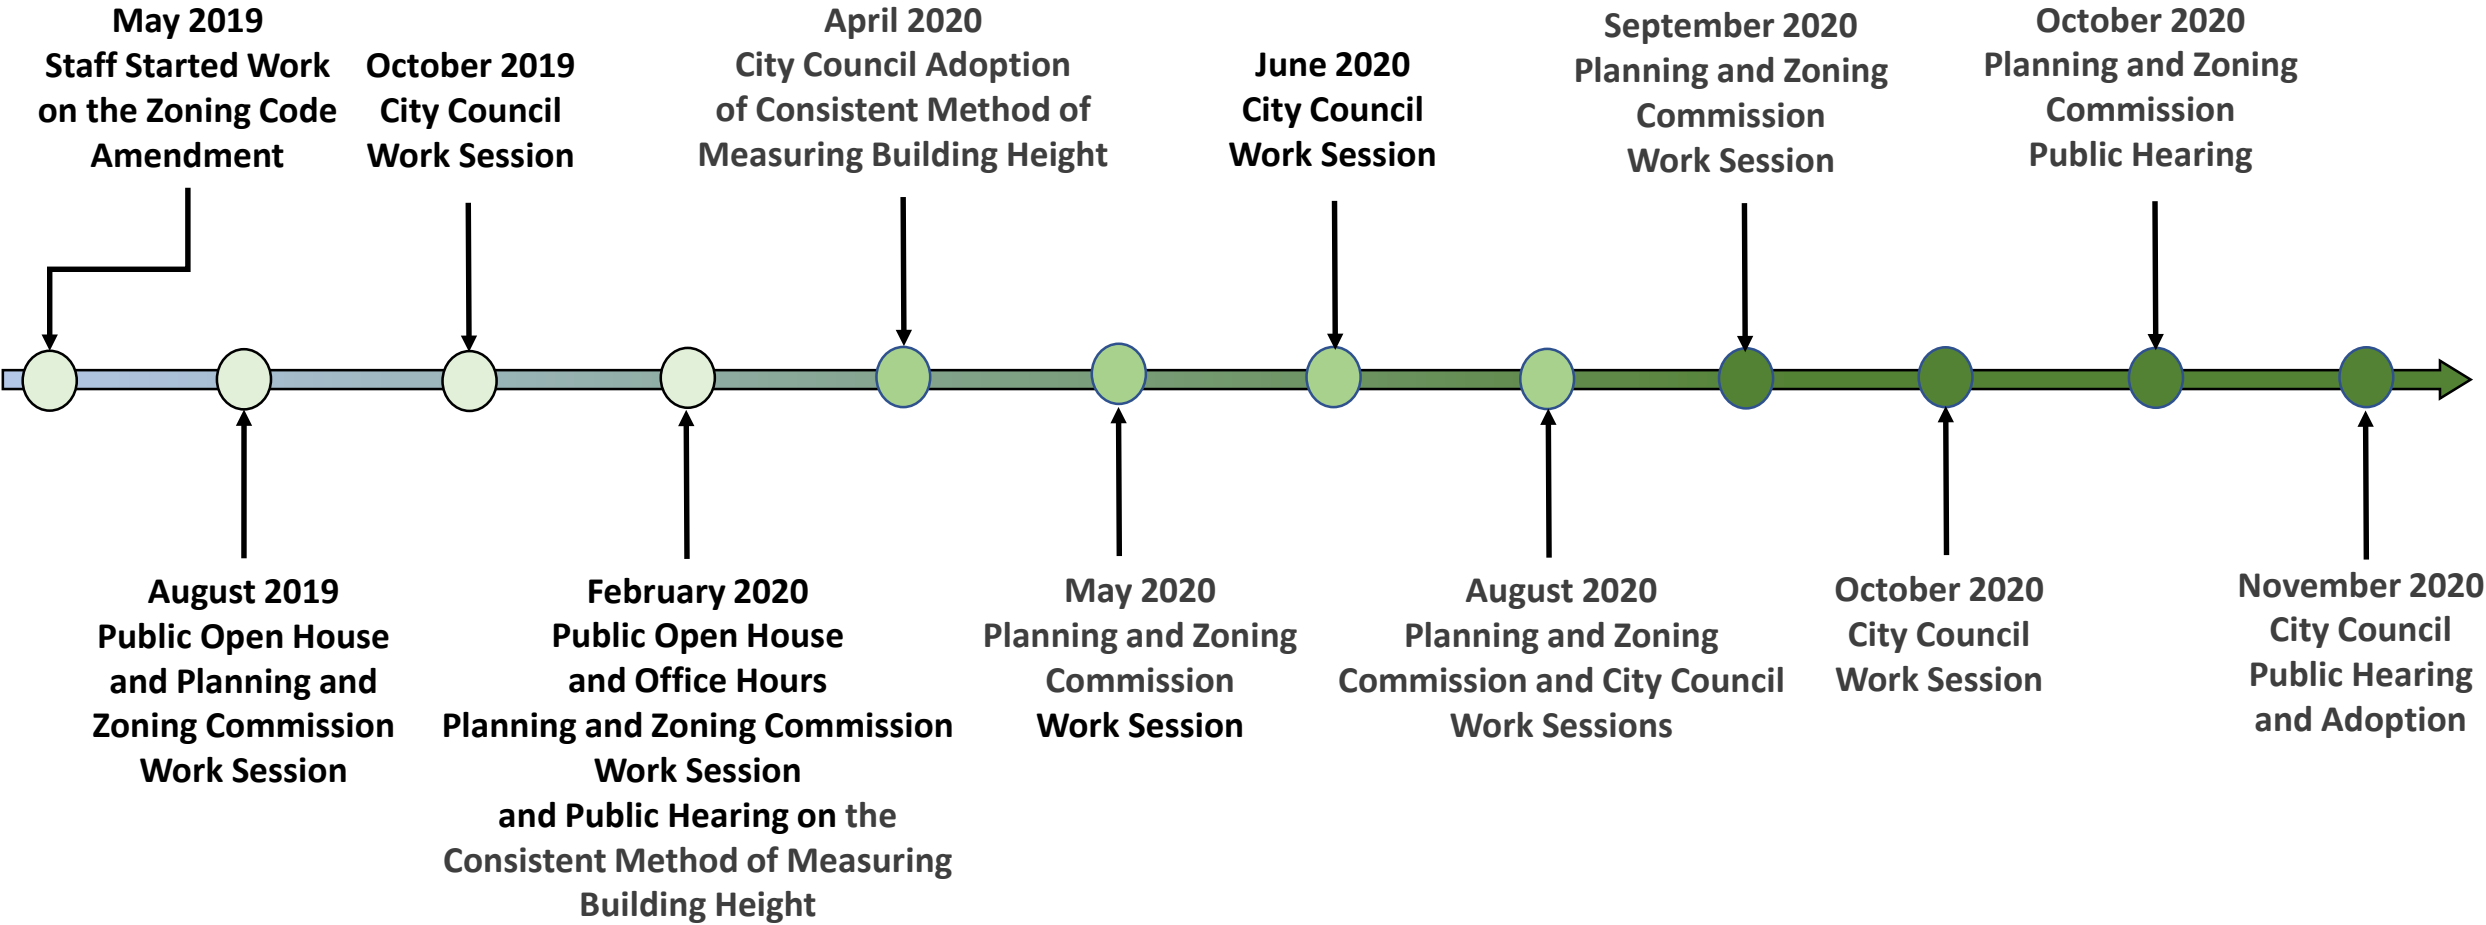 May 2019
Staff Started Work
on the Zoning Code
Amendment
October 2019
City Council
Work Session
April 2020
City Council Adoption
of Consistent Method of
Measuring Building Height
June 2020
City Council
Work Session
September 2020
Planning and Zoning
Commission
Work Session
October 2020
Planning and Zoning
Commission
Public Hearing
August 2019
Public Open House
and Planning and
Zoning Commission
Work Session
February 2020
Public Open House
and Office Hours
Planning and Zoning Commission
Work Session
and Public Hearing on the
Consistent Method of Measuring
Building Height
May 2020
Planning and Zoning
Commission
Work Session
August 2020
Planning and Zoning
Commission and City Council
Work Sessions
October 2020
City Council
Work Session
November 2020
City Council
Public Hearing
and Adoption